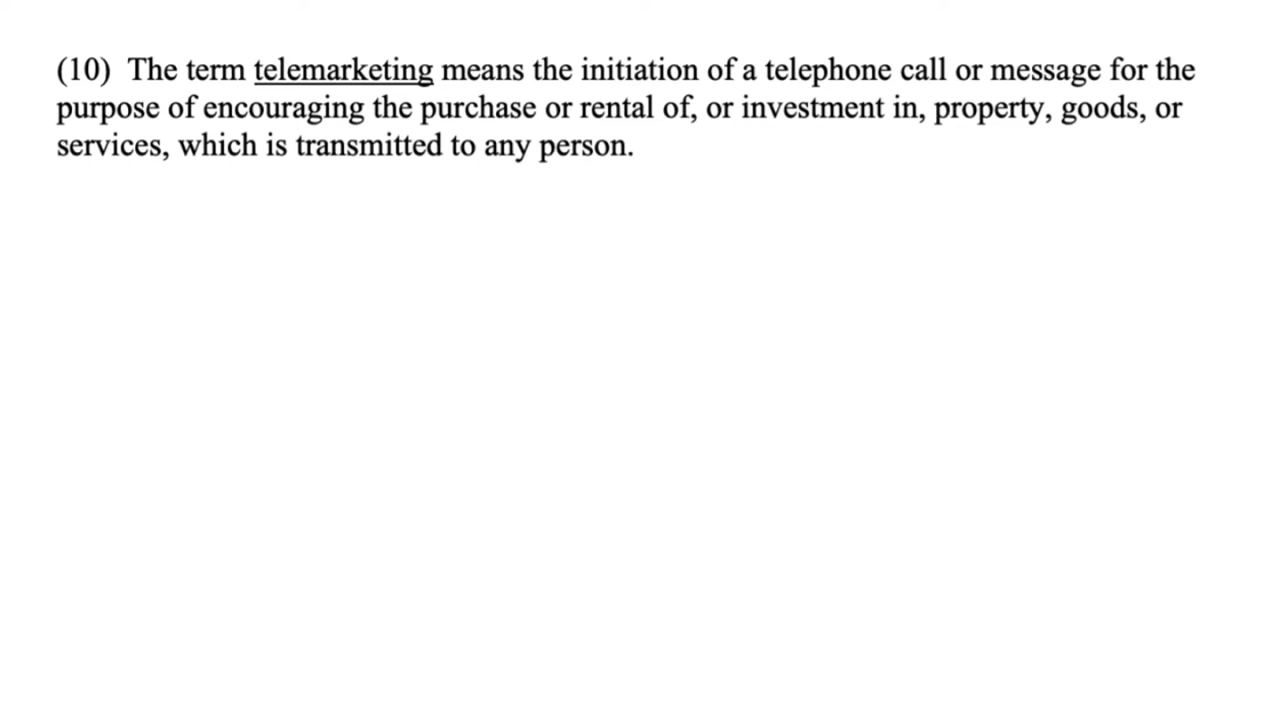 (10)  The term telemarketing means the initiation of a telephone call or message for the
purpose of encouraging the purchase or rental of, or investment in, property, goods, or
services, which is transmitted to any person.